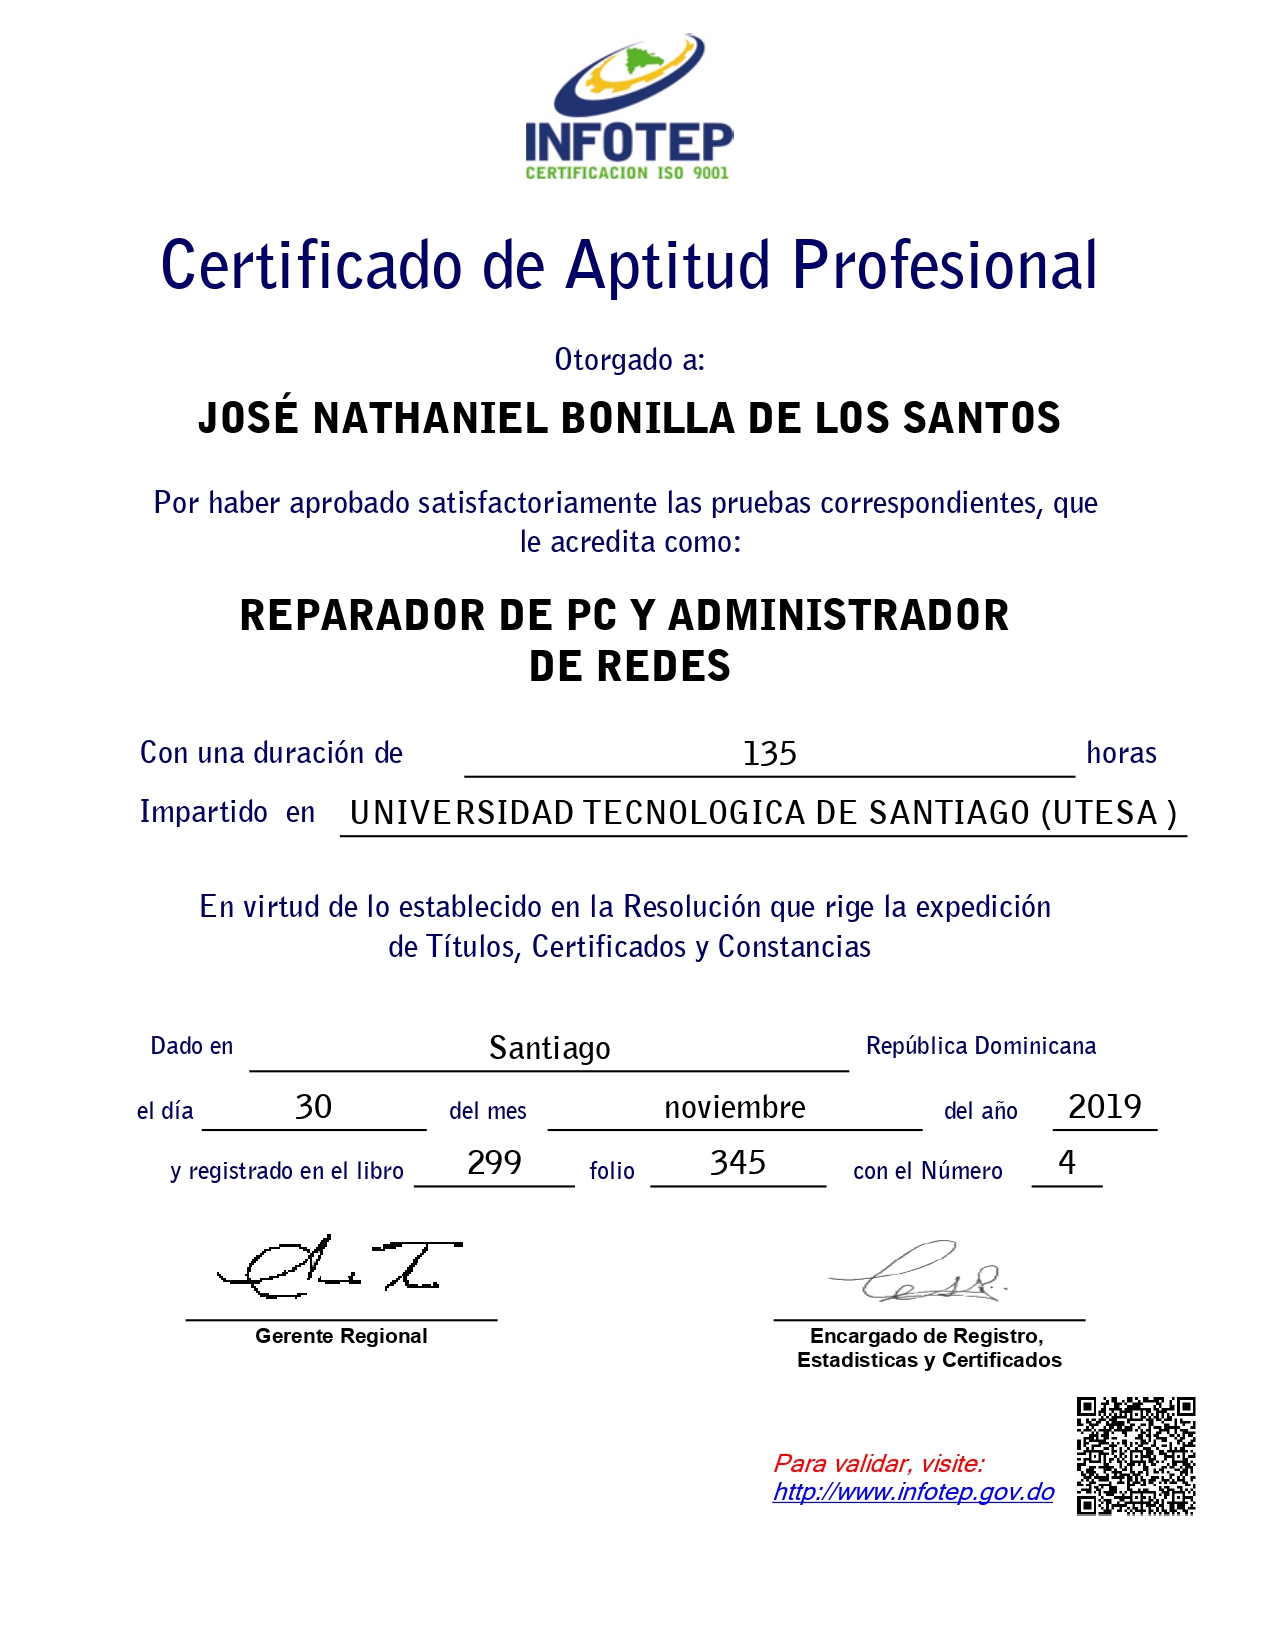 INFOTEP
CERTIFICACION ISO 9001
Certificado de Aptitud Profesional
Otorgado a:
JOSÉ NATHANIEL BONILLA DE LOS SANTOS
Por haber aprobado satisfactoriamente las pruebas correspondientes, que
le acredita como:
REPARADOR DE PC Y ADMINISTRADOR
DE REDES
Con una duración de 135 horas
Impartido en UNIVERSIDAD TECNOLOGICA DE SANTIAGO (UTESA )
En virtud de lo establecido en la Resolución que rige la expedición
de Títulos, Certificados y Constancias
Dado en Santiago República Dominicana
el día 30 del mes noviembre del año 2019
y registrado en el libro 299 folio 345 con el Número 4
Gerente Regional
Encargado de Registro,
Estadisticas y Certificados
Para validar, visite:
http://www.infotep.gov.do